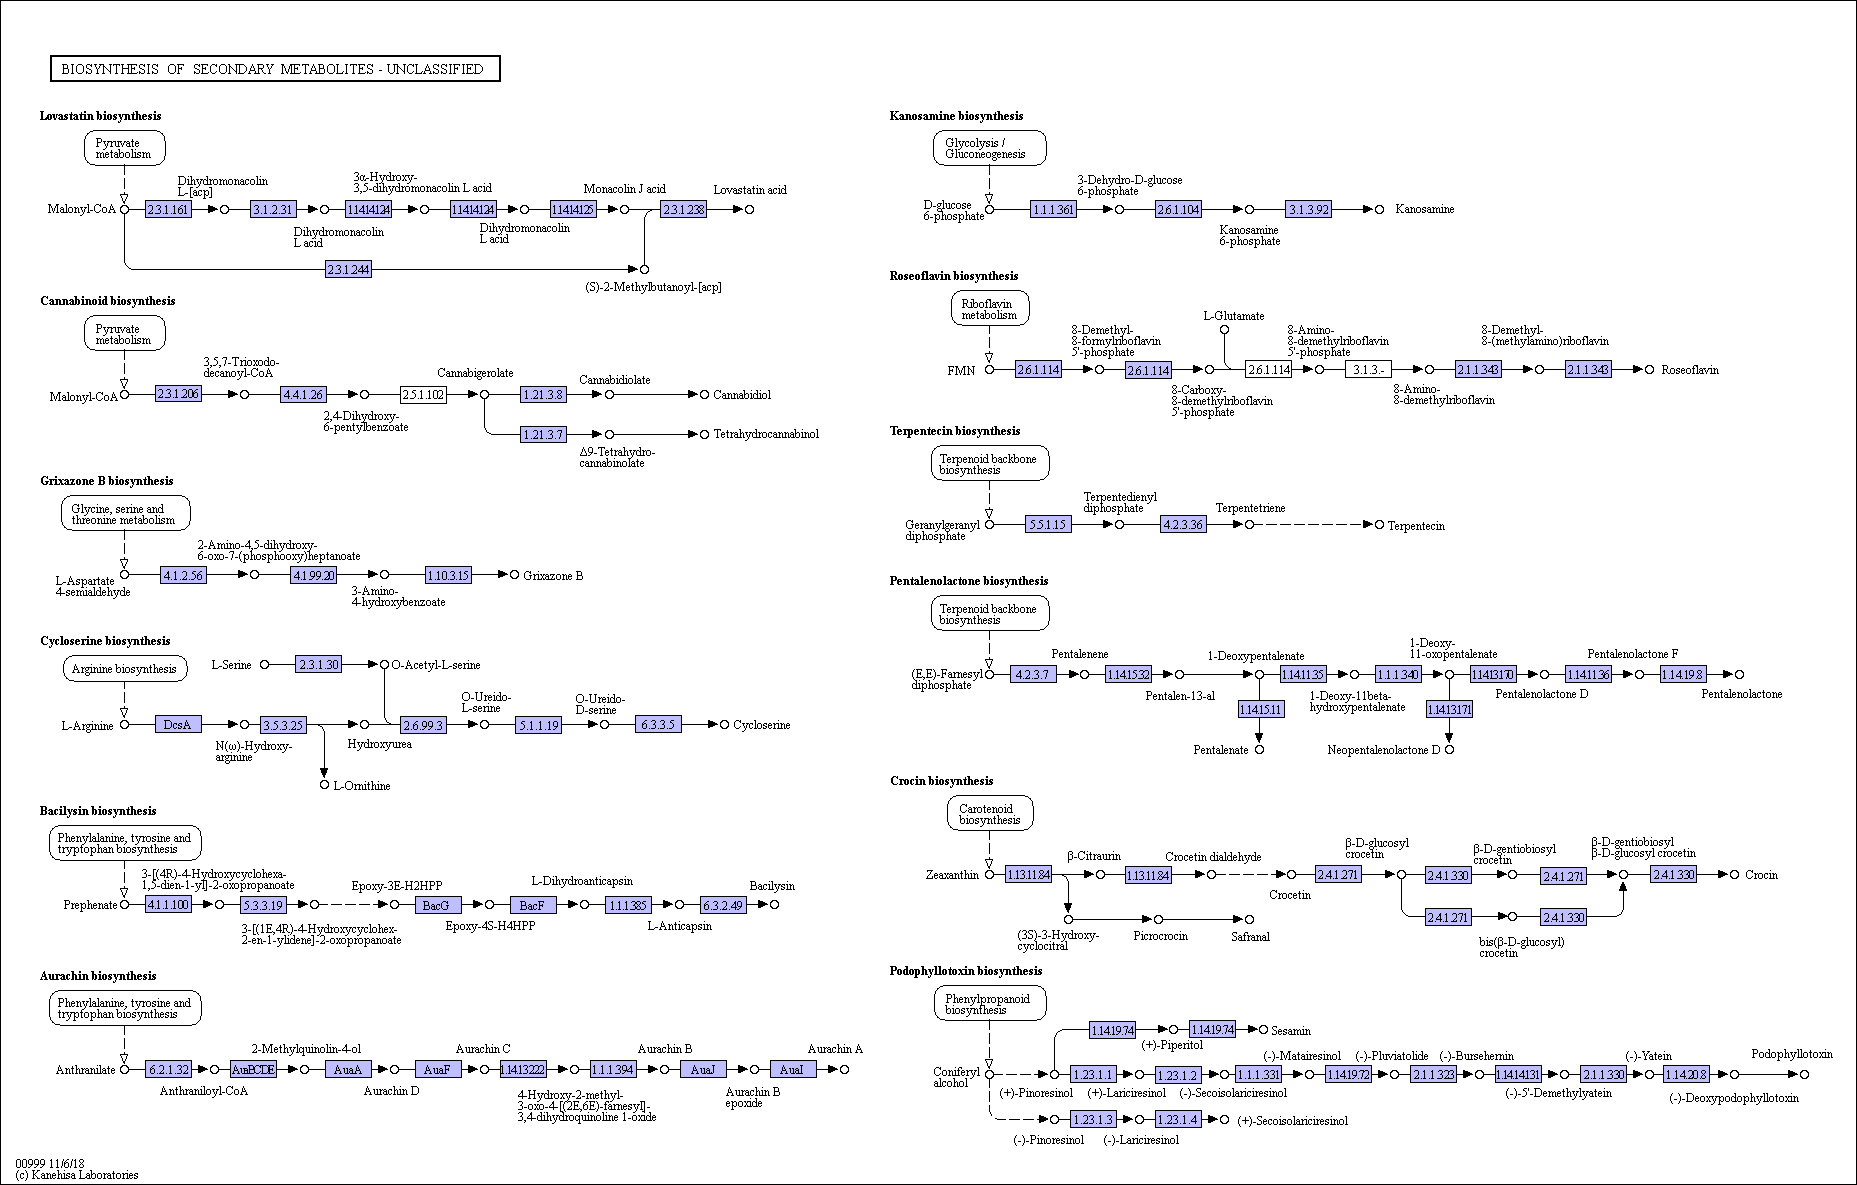 BIOSYNTHESIS OF SECONDARY METABOLITES - UNCLASSIFIED
Lovastatin biosynthesis
Pyruvate
metabolism
Dihydromonacolin
L-[acp]
3α-Hydroxy-
3,5-dihydromonacolin L acid
Monacolin J acid
Lovastatin acid
Malonyl-CoA
2.3.1.161
3.1.2.31
1.14.14.124
1.14.14.124
1.14.14.125
2.3.1.238
Dihydromonacolin
L acid
Dihydromonacolin
L acid
2.3.1.244
(S)-2-Methylbutanoyl-[acp]
Cannabinoid biosynthesis
Pyruvate
metabolism
3,5,7-Trioxodo-
decanoyl-CoA
Cannabigerolate
Cannabidiolate
Malonyl-CoA
2.3.1.206
4.4.1.26
2.5.1.102
1.21.3.8
Cannabidiol
2,4-Dihydroxy-
6-pentylbenzoate
1.21.3.7
Tetrahydrocannabinol
Δ9-Tetrahydro-
cannabinolate
Grixazone B biosynthesis
Glycine, serine and
threonine metabolism
2-Amino-4,5-dihydroxy-
6-oxo-7-(phosphooxy)heptanoate
L-Aspartate
4-semialdehyde
4.1.2.56
4.1.99.20
1.10.3.15
Grixazone B
3-Amino-
4-hydroxybenzoate
Cycloserine biosynthesis
Arginine biosynthesis
L-Serine
2.3.1.30
O-Acetyl-L-serine
O-Ureido-
L-serine
O-Ureido-
D-serine
L-Arginine
DcsA
3.5.3.25
2.6.99.3
5.1.1.19
6.3.3.5
Cycloserine
N(ω)-Hydroxy-
arginine
Hydroxyurea
L-Ornithine
Bacilysin biosynthesis
Phenylalanine, tyrosine and
tryptophan biosynthesis
3-[(4R)-4-Hydroxycyclohexa-
1,5-dien-1-yl]-2-oxopropanoate
Epoxy-3E-H2HPP
L-Dihydroanticapsin
Bacilysin
Prephenate
4.1.1.100
5.3.3.19
BacG
BacF
1.1.1.385
6.3.2.49
3-[(1E,4R)-4-Hydroxycyclohex-
2-en-1-ylidene]-2-oxopropanoate
Epoxy-4S-H4HPP
L-Anticapsin
Aurachin biosynthesis
Phenylalanine, tyrosine and
tryptophan biosynthesis
2-Methylquinolin-4-ol
Aurachin C
Aurachin B
Aurachin A
Anthranilate
6.2.1.32
AuaBCDE
AuaA
AuaF
1.14.13.222
1.1.1.394
AuaJ
AuaI
Anthraniloyl-CoA
Aurachin D
4-Hydroxy-2-methyl-
3-oxo-4-[(2E,6E)-farnesyl]-
3,4-dihydroquinoline 1-oxide
Aurachin B
epoxide
00999 11/6/18
(c) Kanehisa Laboratories
Kanosamine biosynthesis
Glycolysis /
Gluconeogenesis
3-Dehydro-D-glucose
6-phosphate
D-glucose
6-phosphate
1.1.1.361
2.6.1.104
3.1.3.92
Kanosamine
Kanosamine
6-phosphate
Roseoflavin biosynthesis
Riboflavin
metabolism
L-Glutamate
8-Demethyl-
8-formylriboflavin
5'-phosphate
8-Amino-
8-demethylriboflavin
5'-phosphate
8-Demethyl-
8-(methylamino)riboflavin
FMN
2.6.1.114
2.6.1.114
2.6.1.114
3.1.3.-
2.1.1.343
2.1.1.343
Roseoflavin
8-Carboxy-
8-demethylriboflavin
5'-phosphate
8-Amino-
8-demethylriboflavin
Terpentecin biosynthesis
Terpenoid backbone
biosynthesis
Terpentedienyl
diphosphate
Terpentetriene
Geranylgeranyl
diphosphate
5.5.1.15
4.2.3.36
Terpentecin
Pentalenolactone biosynthesis
Terpenoid backbone
biosynthesis
Pentalenene
1-Deoxypentalenate
1-Deoxy-
11-oxopentalenate
Pentalenolactone F
(E,E)-Farnesyl
diphosphate
4.2.3.7
1.14.15.32
1.14.11.35
1.1.1.340
1.14.13.170
1.14.11.36
1.14.19.8
Pentalen-13-al
1-Deoxy-11beta-
hydroxypentalenate
Pentalenolactone D
Pentalenolactone
1.14.15.11
1.14.13.171
Pentalenate
Neopentalenolactone D
Crocin biosynthesis
Carotenoid
biosynthesis
β-Citraurin
Crocetin dialdehyde
β-D-glucosyl
crocetin
β-D-gentiobiosyl
crocetin
β-D-gentiobiosyl
β-D-glucosyl crocetin
Zeaxanthin
1.13.11.84
1.13.11.84
2.4.1.271
2.4.1.330
2.4.1.271
2.4.1.330
Crocin
Crocetin
2.4.1.271
2.4.1.330
(3S)-3-Hydroxy-
cyclocitral
Picrocrocin
Safranal
bis(β-D-glucosyl)
crocetin
Podophyllotoxin biosynthesis
Phenylpropanoid
biosynthesis
1.14.19.74
1.14.19.74
Sesamin
(+)-Piperitol
(-)-Matairesinol
(-)-Pluviatolide
(-)-Bursehernin
(-)-Yatein
Podophyllotoxin
Coniferyl
alcohol
1.23.1.1
1.23.1.2
1.1.1.331
1.14.19.72
2.1.1.323
1.14.14.131
2.1.1.330
1.14.20.8
(+)-Pinoresinol
(+)-Lariciresinol
(-)-Secoisolariciresinol
(-)-5'-Demethylyatein
(-)-Deoxypodophyllotoxin
1.23.1.3
1.23.1.4
(+)-Secoisolariciresinol
(-)-Pinoresinol
(-)-Lariciresinol